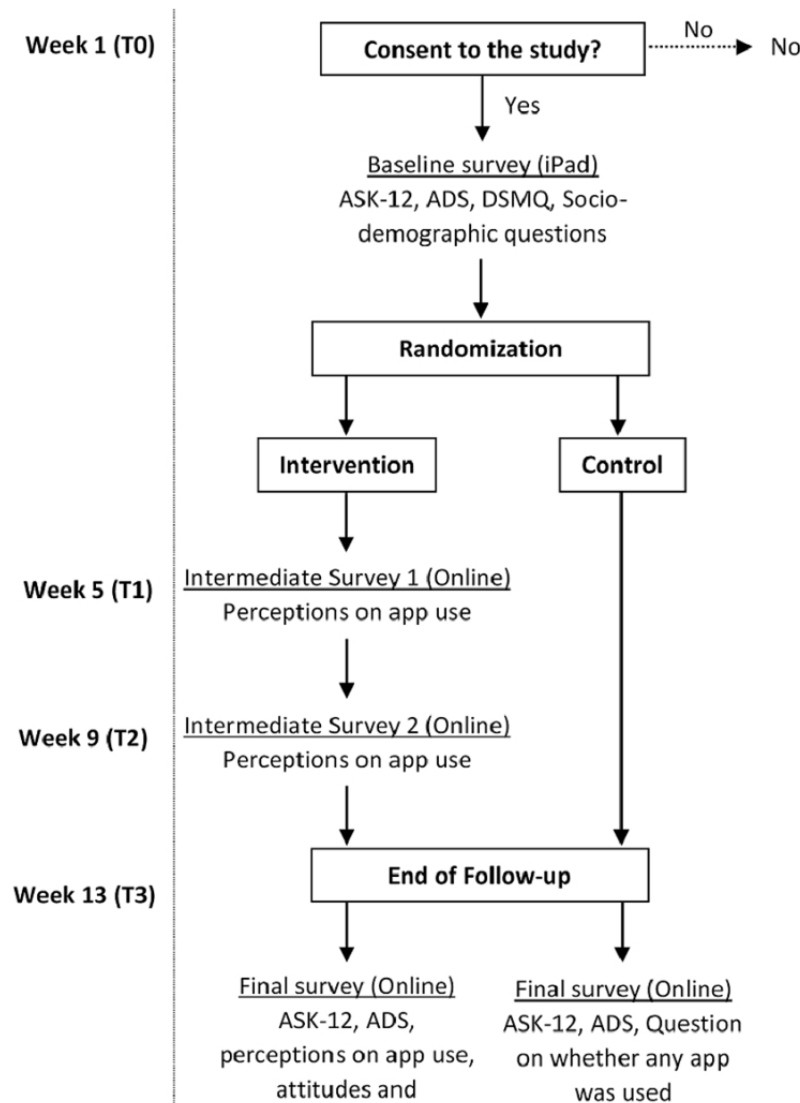 Week 1 (T0)
Consent to the study?
No
No
Yes
Baseline survey (iPad)
ASK-12, ADS, DSMQ, Socio-
demographic questions
Randomization
Intervention
Control
Week 5 (T1)
Intermediate Survey 1 (Online)
Perceptions on app use
Week 9 (T2)
Intermediate Survey 2 (Online)
Perceptions on app use
Week 13 (T3)
End of Follow-up
Final survey (Online)
ASK-12, ADS,
perceptions on app use,
attitudes and
Final survey (Online)
ASK-12, ADS, Question
on whether any app
was used